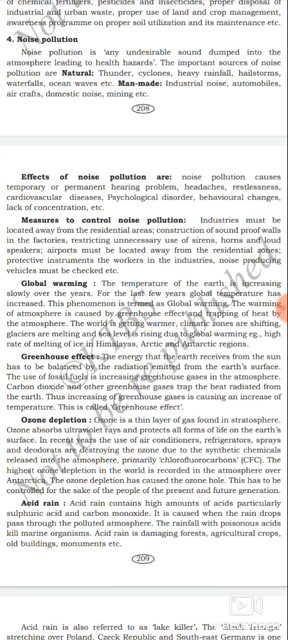 of chemical fertilizers, pesticides and insecticides, proper disposal of
industrial and urban waste, proper use of land and crop management,
awareness programme on proper soil utilization and its maintenance etc.
4. Noise pollution
Noise pollution is 'any undesirable sound dumped into the
atmosphere leading to health hazards'. The important sources of noise
pollution are Natural: Thunder, cyclones, heavy rainfall, hailstorms,
waterfalls, ocean waves etc. Man-made: Industrial noise, automobiles,
air crafts, domestic noise, mining etc.
208
Effects of noise pollution are: noise pollution causes
temporary or permanent hearing problem, headaches, restlessness,
cardiovascular diseases, Psychological disorder, behavioural changes,
lack of concentration, etc.
Measures to control noise pollution: Industries must be
located away from the residential areas; construction of sound proof walls
in the factories, restricting unnecessary use of sirens, horns and loud
speakers; airports must be located away from the residential zones;
protective instruments the workers in the industries, noise producing
vehicles must be checked etc.
Global warming : The temperature of the earth is increasing
slowly over the years. For the last few years global temperature has
increased. This phenomenon is termed as Global warming. The warming
of atmosphere is caused by greenhouse effect and trapping of heat by
the atmosphere. The world is getting warmer, climatic zones are shifting,
glaciers are melting and sea level is rising due to global warming eg., high
rate of melting of ice of Himalayas, Arctic and Antarctic regions.
Greenhouse effect : The energy that the earth receives from the sun
has to be balanced by the radiation emitted from the earth's surface.
The use of fossil fuels is increasing greenhouse gases in the atmosphere.
Carbon dioxide and other greenhouse gases trap the heat radiated from
the earth. Thus increasing of greenhouse gases is causing an increase of
temperature. This is called 'Greenhouse effect'.
Ozone depletion : Ozone is a thin layer of gas found in stratosphere.
Ozone absorbs ultraviolet rays and protects all forms of life on the earth's
surface. In recent years the use of air conditioners, refrigerators, sprays
and deodorants are destroying the ozone due to the synthetic chemicals
released into the atmosphere, primarily 'chlorofluorocarbons' (CFC). The
highest ozone depletion in the world is recorded in the atmosphere over
Antarctica. The ozone depletion has caused the ozone hole. This has to be
controlled for the sake of the people of the present and future generation.
Acid rain : Acid rain contains high amounts of acids particularly
sulphuric acid and carbon monoxide. It is caused when the rain drops
pass through the polluted atmosphere. The rainfall with poisonous acids
kill marine organisms. Acid rain is damaging forests, agricultural crops,
old buildings, monuments etc.
209
Acid rain is also referred to as 'lake killer'. The 'Black Triangle'
stretching over Poland, Czeck Republic and South-east Germany is one